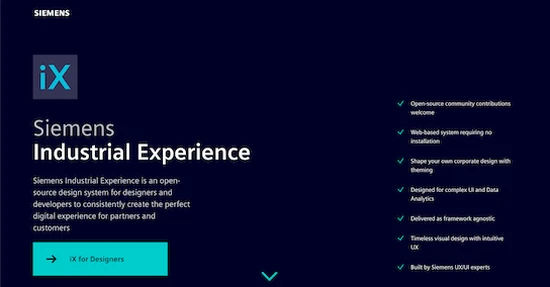 SIEMENS
iX
Siemens
Industrial Experience
Siemens Industrial Experience is an open-
source design system for designers and
developers to consistently create the perfect
digital experience for partners and
customers
iX for Designers
Open-source community contributions
welcome
Web-based system requiring no
installation
Shape your own corporate design with
theming
Designed for complex UI and Data
Analytics
Delivered as framework agnostic
Timeless visual design with intuitive
UX
Built by Siemens UX/UI experts